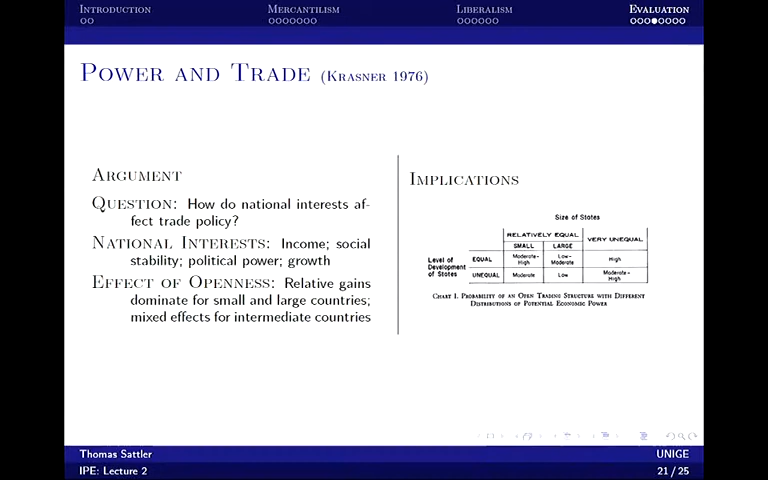 INTRODUCTION MERCANTILISM LIBERALISM EVALUATION
POWER AND TRADE (KRASNER 1976)
ARGUMENT
QUESTION: How do national interests af-
fect trade policy?
NATIONAL INTERESTS: Income; social
stability; political power; growth
EFFECT OF OPENNESS: Relative gains
dominate for small and large countries;
mixed effects for intermediate countries
IMPLICATIONS
Size of States
RELATIVELY EQUAL VERY UNEQUAL
SMALL LARGE
Level of
Development
of States
EQUAL Moderate-
High Low-
Moderate High
UNEQUAL Moderate Low Moderate-
High
CHART I. PROBABILITY OF AN OPEN TRADING STRUCTURE WITH DIFFERENT
DISTRIBUTIONS OF POTENTIAL ECONOMIC POWER
Thomas Sattler UNIGE
IPE: Lecture 2 21 / 25